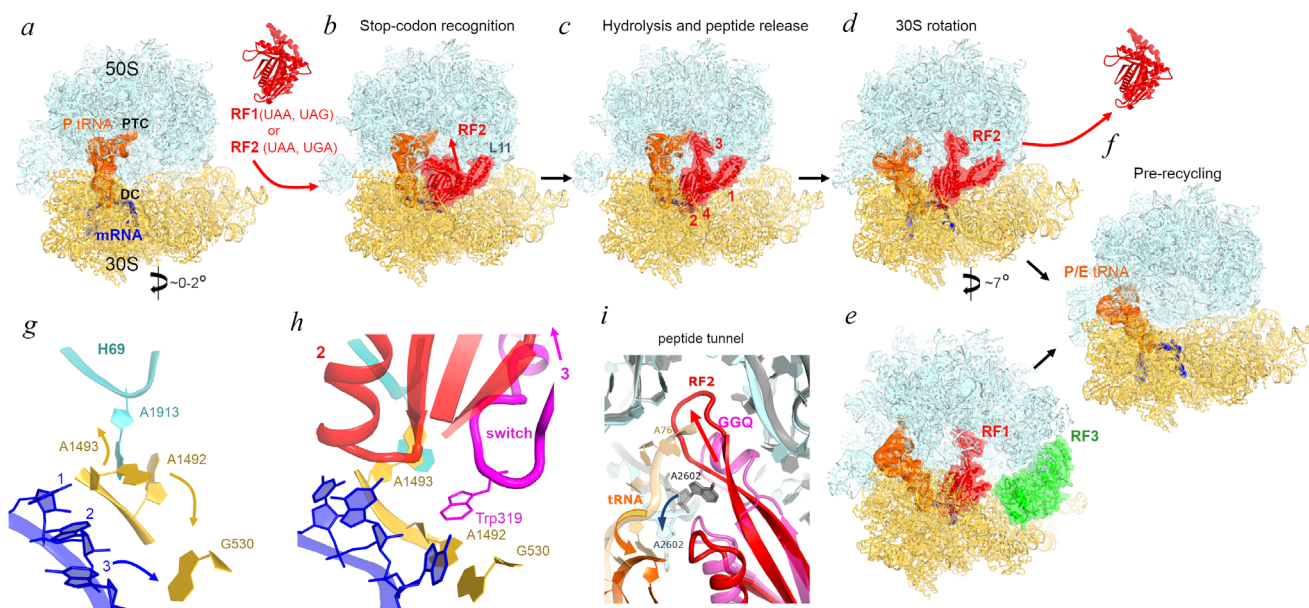 a
50S
P tRNA
PTC
DC
mRNA
30S
~0-2°
RF1(UAA, UAG)
or
RF2 (UAA, UGA)
b
Stop-codon recognition
RF2
L11
c
Hydrolysis and peptide release
3
1
4
2
d
30S rotation
RF2
~7°
f
Pre-recycling
P/E tRNA
g
H69
A1913
A1493
A1492
1
2
3
G530
h
2
3
switch
A1493
Trp319
A1492
G530
i
peptide tunnel
RF2
GGQ
A76
A2602
tRNA
A2602
e
RF1
RF3